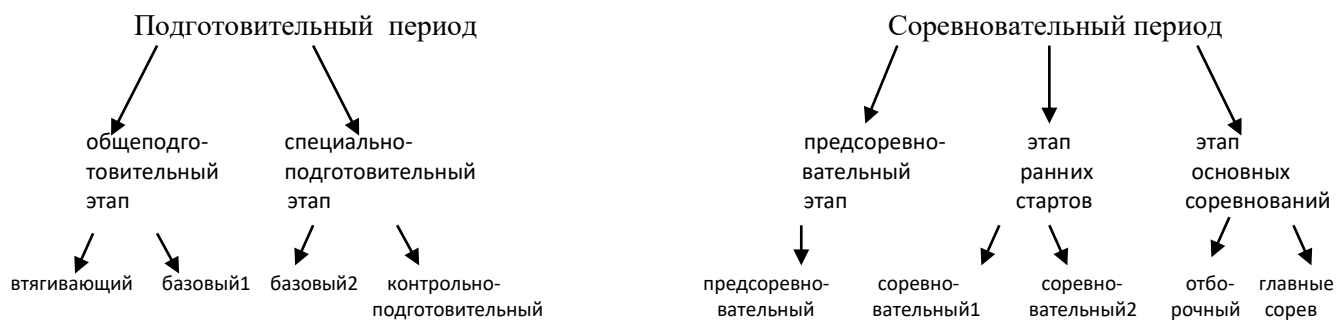 Подготовительный период
Соревновательный период
общеподго-
товительный
этап
специально-
подготовительный
этап
предсоревно-
вательный
этап
этап
ранних
стартов
этап
основных
соревнований
втягивающий
базовый1
базовый2
контрольно-
подготовительный
предсоревно-
вательный
соревно-
вательный1
соревно-
вательный2
отбо-
рочный
главные
сорев